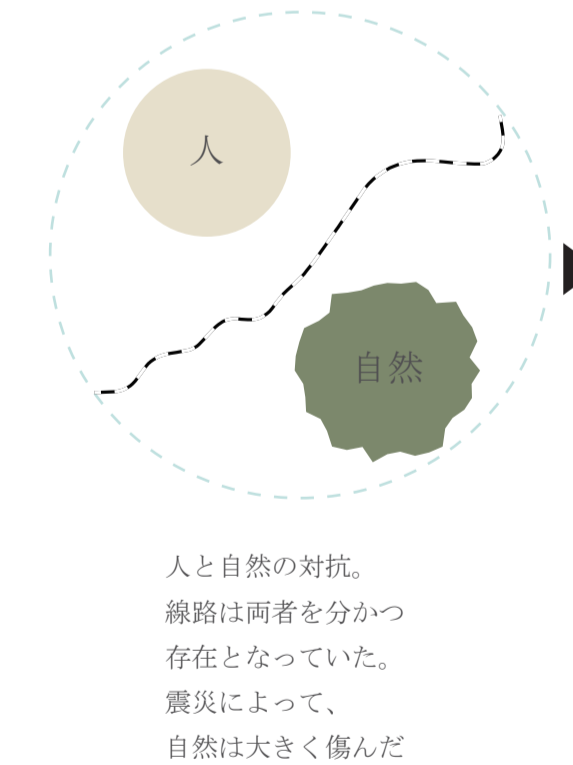 人
自然
人と自然の対抗。
線路は両者を分かつ
存在となっていた。
震災によって、
自然は大きく傷んだ